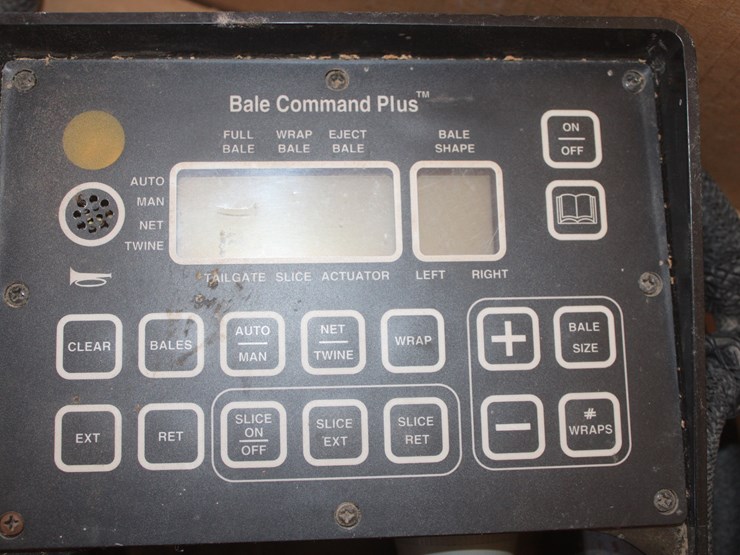 Bale Command Plus™
FULL BALE
WRAP BALE
EJECT BALE
BALE SHAPE
ON
OFF
AUTO
MAN
NET
TWINE
TAILGATE SLICE ACTUATOR
LEFT RIGHT
CLEAR
BALES
AUTO
MAN
NET
TWINE
WRAP
+
BALE
SIZE
EXT
RET
SLICE
ON
OFF
SLICE
EXT
SLICE
RET
−
#
WRAPS